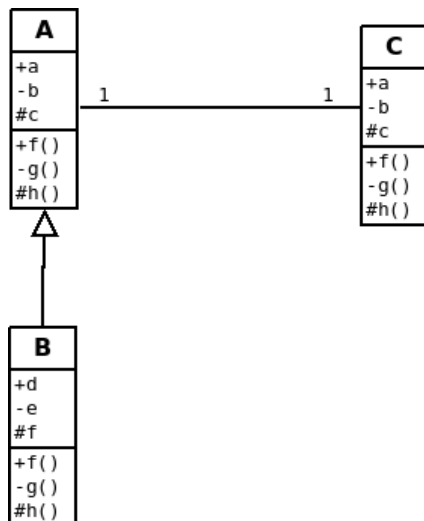 A
+a
-b
#c
+f()
-g()
#h()
1
1
C
+a
-b
#c
+f()
-g()
#h()
B
+d
-e
#f
+f()
-g()
#h()